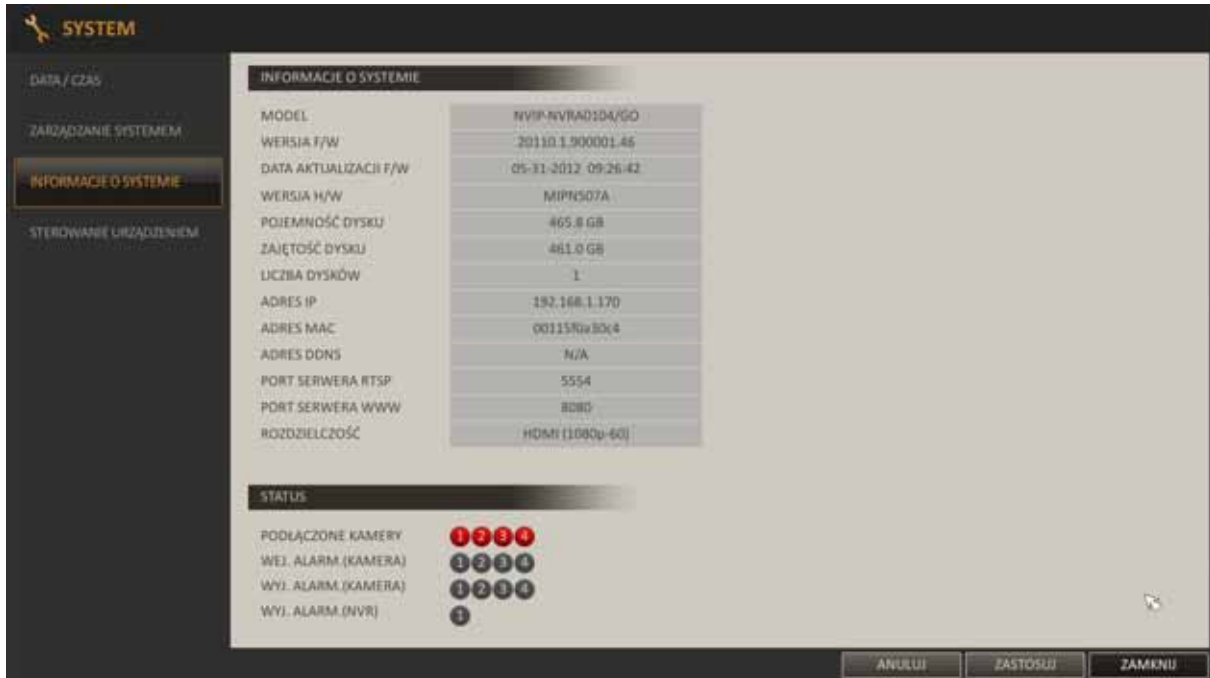 SYSTEM
DATA / CZAS
ZARZĄDZANIE SYSTEMEM
INFORMACJE O SYSTEMIE
STEROWANIE URZĄDZENIEM
INFORMACJE O SYSTEMIE
MODEL NVIP-NVRA0104/GO
WERSJA F/W 20110.1.900001.46
DATA AKTUALIZACJI F/W 05-31-2012 09:26:42
WERSJA H/W MIPN507A
POJEMNOŚĆ DYSKU 465.8 GB
ZAJĘTOŚĆ DYSKU 461.0 GB
LICZBA DYSKÓW 1
ADRES IP 192.168.1.170
ADRES MAC 00115f0a30c4
ADRES DDNS N/A
PORT SERWERA RTSP 5554
PORT SERWERA WWW 8080
ROZDZIELCZOŚĆ HDMI (1080p-60)
STATUS
PODŁĄCZONE KAMERY 1 2 3 4
WEJ. ALARM.(KAMERA) 1 2 3 4
WYJ. ALARM.(KAMERA) 1 2 3 4
WYJ. ALARM.(NVR) 1
ANULUJ ZASTOSUJ ZAMKNIJ